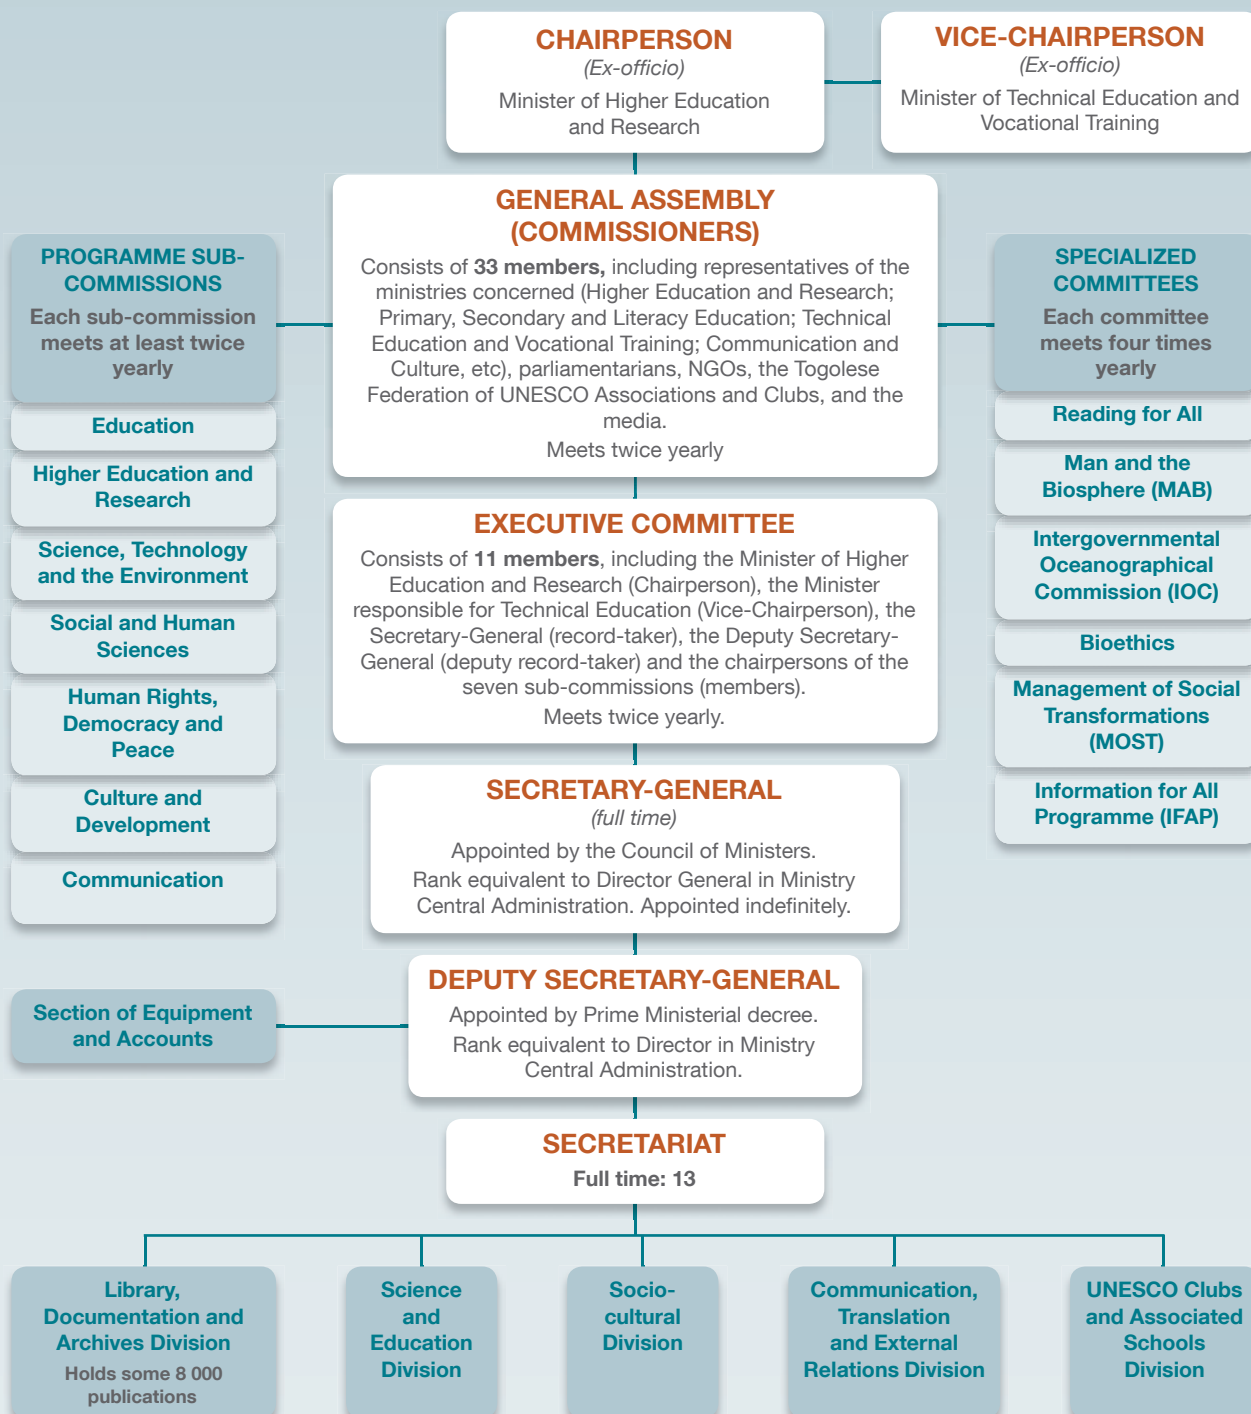 CHAIRPERSON
(Ex-officio)
Minister of Higher Education
and Research
VICE-CHAIRPERSON
(Ex-officio)
Minister of Technical Education and
Vocational Training
GENERAL ASSEMBLY
(COMMISSIONERS)
Consists of 33 members, including representatives of the
ministries concerned (Higher Education and Research;
Primary, Secondary and Literacy Education; Technical
Education and Vocational Training; Communication and
Culture, etc), parliamentarians, NGOs, the Togolese
Federation of UNESCO Associations and Clubs, and the
media.
Meets twice yearly
PROGRAMME SUB-
COMMISSIONS
Each sub-commission
meets at least twice
yearly
Education
Higher Education and
Research
Science, Technology
and the Environment
Social and Human
Sciences
Human Rights,
Democracy and
Peace
Culture and
Development
Communication
SPECIALIZED
COMMITTEES
Each committee
meets four times
yearly
Reading for All
Man and the
Biosphere (MAB)
Intergovernmental
Oceanographical
Commission (IOC)
Bioethics
Management of Social
Transformations
(MOST)
Information for All
Programme (IFAP)
EXECUTIVE COMMITTEE
Consists of 11 members, including the Minister of Higher
Education and Research (Chairperson), the Minister
responsible for Technical Education (Vice-Chairperson), the
Secretary-General (record-taker), the Deputy Secretary-
General (deputy record-taker) and the chairpersons of the
seven sub-commissions (members).
Meets twice yearly.
SECRETARY-GENERAL
(full time)
Appointed by the Council of Ministers.
Rank equivalent to Director General in Ministry
Central Administration. Appointed indefinitely.
DEPUTY SECRETARY-GENERAL
Appointed by Prime Ministerial decree.
Rank equivalent to Director in Ministry
Central Administration.
Section of Equipment
and Accounts
SECRETARIAT
Full time: 13
Library,
Documentation and
Archives Division
Holds some 8 000
publications
Science
and
Education
Division
Socio-
cultural
Division
Communication,
Translation
and External
Relations Division
UNESCO Clubs
and Associated
Schools
Division